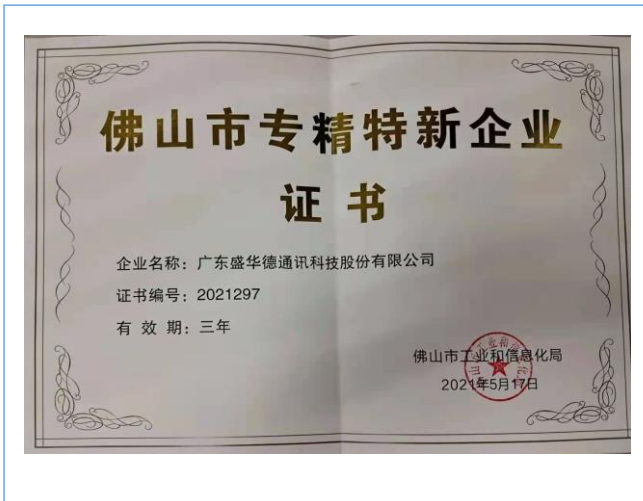 佛山市专精特新企业
证书
企业名称：广东盛华德通讯科技股份有限公司
证书编号：2021297
有 效 期：三年
佛山市工业和信息化局
2021年5月17日